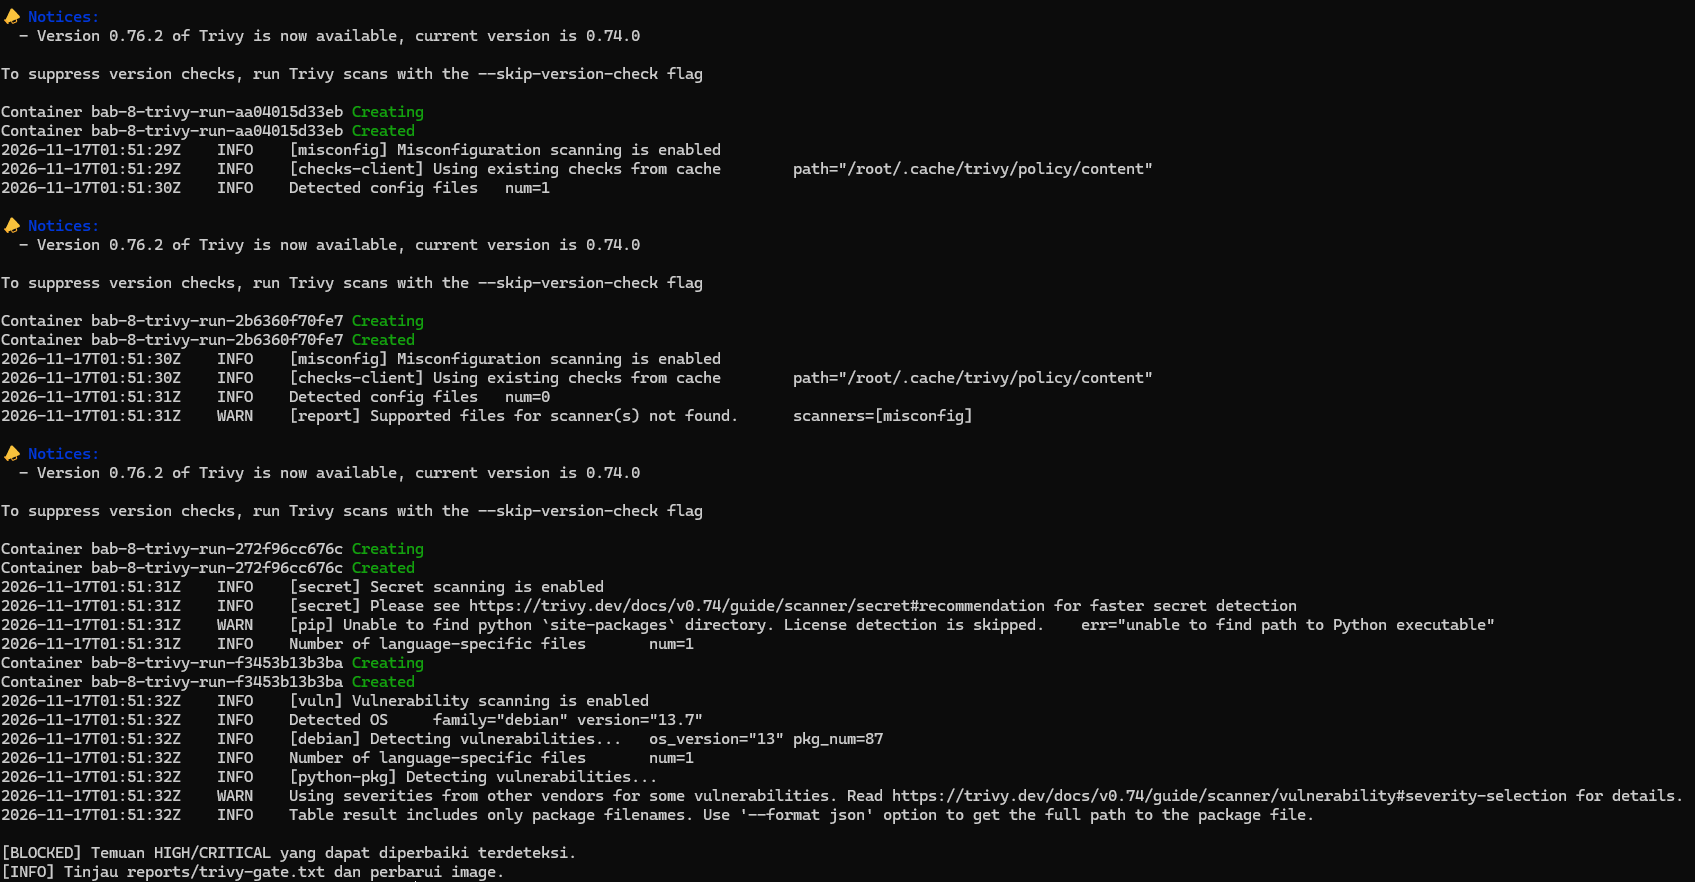 Notices:
  - Version 0.76.2 of Trivy is now available, current version is 0.74.0
To suppress version checks, run Trivy scans with the --skip-version-check flag
Container bab-8-trivy-run-aa04015d33eb Creating
Container bab-8-trivy-run-aa04015d33eb Created
2026-11-17T01:51:29Z    INFO    [misconfig] Misconfiguration scanning is enabled
2026-11-17T01:51:29Z    INFO    [checks-client] Using existing checks from cache        path="/root/.cache/trivy/policy/content"
2026-11-17T01:51:30Z    INFO    Detected config files   num=1
Notices:
  - Version 0.76.2 of Trivy is now available, current version is 0.74.0
To suppress version checks, run Trivy scans with the --skip-version-check flag
Container bab-8-trivy-run-2b6360f70fe7 Creating
Container bab-8-trivy-run-2b6360f70fe7 Created
2026-11-17T01:51:30Z    INFO    [misconfig] Misconfiguration scanning is enabled
2026-11-17T01:51:30Z    INFO    [checks-client] Using existing checks from cache        path="/root/.cache/trivy/policy/content"
2026-11-17T01:51:31Z    INFO    Detected config files   num=0
2026-11-17T01:51:31Z    WARN    [report] Supported files for scanner(s) not found.      scanners=[misconfig]
Notices:
  - Version 0.76.2 of Trivy is now available, current version is 0.74.0
To suppress version checks, run Trivy scans with the --skip-version-check flag
Container bab-8-trivy-run-272f96cc676c Creating
Container bab-8-trivy-run-272f96cc676c Created
2026-11-17T01:51:31Z    INFO    [secret] Secret scanning is enabled
2026-11-17T01:51:31Z    INFO    [secret] Please see https://trivy.dev/docs/v0.74/guide/scanner/secret#recommendation for faster secret detection
2026-11-17T01:51:31Z    WARN    [pip] Unable to find python `site-packages` directory. License detection is skipped.    err="unable to find path to Python executable"
2026-11-17T01:51:31Z    INFO    Number of language-specific files       num=1
Container bab-8-trivy-run-f3453b13b3ba Creating
Container bab-8-trivy-run-f3453b13b3ba Created
2026-11-17T01:51:32Z    INFO    [vuln] Vulnerability scanning is enabled
2026-11-17T01:51:32Z    INFO    Detected OS     family="debian" version="13.7"
2026-11-17T01:51:32Z    INFO    [debian] Detecting vulnerabilities...   os_version="13" pkg_num=87
2026-11-17T01:51:32Z    INFO    Number of language-specific files       num=1
2026-11-17T01:51:32Z    INFO    [python-pkg] Detecting vulnerabilities...
2026-11-17T01:51:32Z    WARN    Using severities from other vendors for some vulnerabilities. Read https://trivy.dev/docs/v0.74/guide/scanner/vulnerability#severity-selection for details.
2026-11-17T01:51:32Z    INFO    Table result includes only package filenames. Use '--format json' option to get the full path to the package file.
[BLOCKED] Temuan HIGH/CRITICAL yang dapat diperbaiki terdeteksi.
[INFO] Tinjau reports/trivy-gate.txt dan perbarui image.